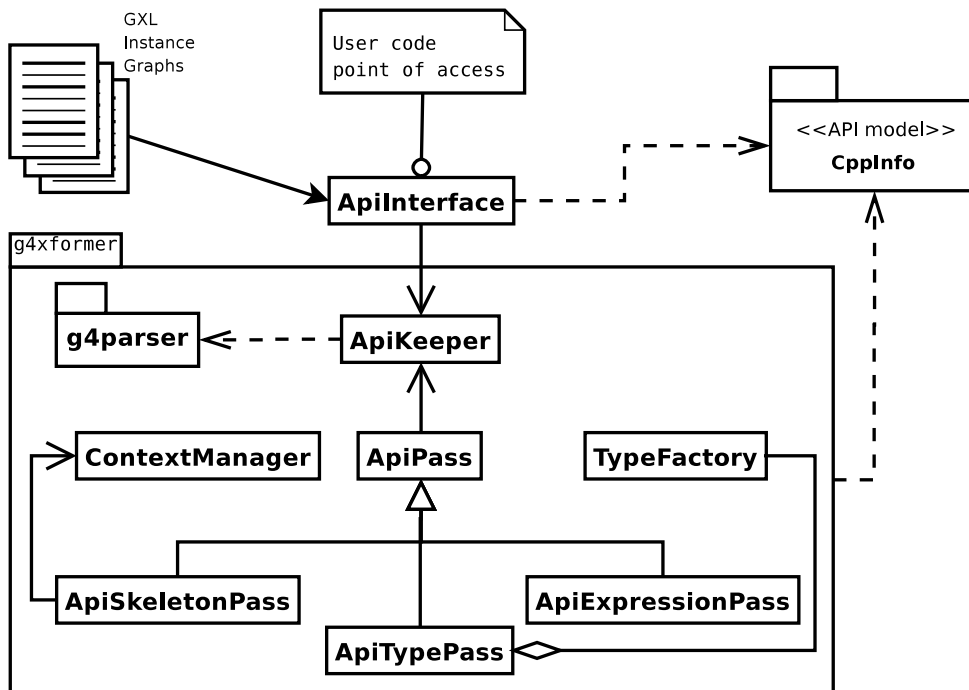 GXL
Instance
Graphs
User code
point of access
<<API model>>
CppInfo
ApiInterface
g4xformer
g4parser
ApiKeeper
ContextManager
ApiPass
TypeFactory
ApiSkeletonPass
ApiExpressionPass
ApiTypePass